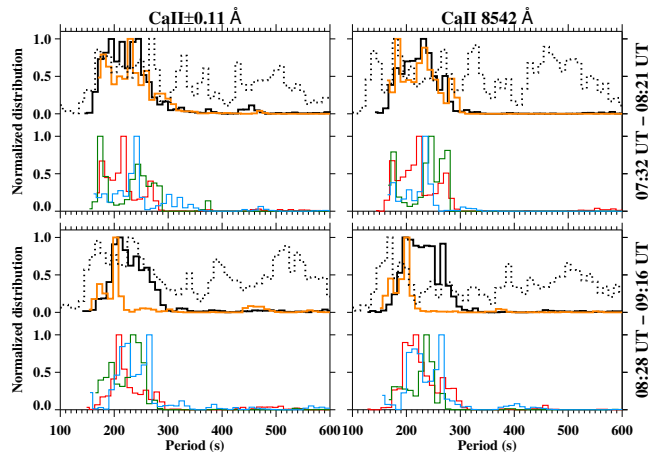 CaII±0.11 Å
CaII 8542 Å
Normalized distribution
1.0
0.5
0.0
1.0
0.5
0.0
07:32 UT − 08:21 UT
Normalized distribution
1.0
0.5
0.0
1.0
0.5
0.0
08:28 UT − 09:16 UT
100 200 300 400 500 600
100 200 300 400 500 600
Period (s)
Period (s)